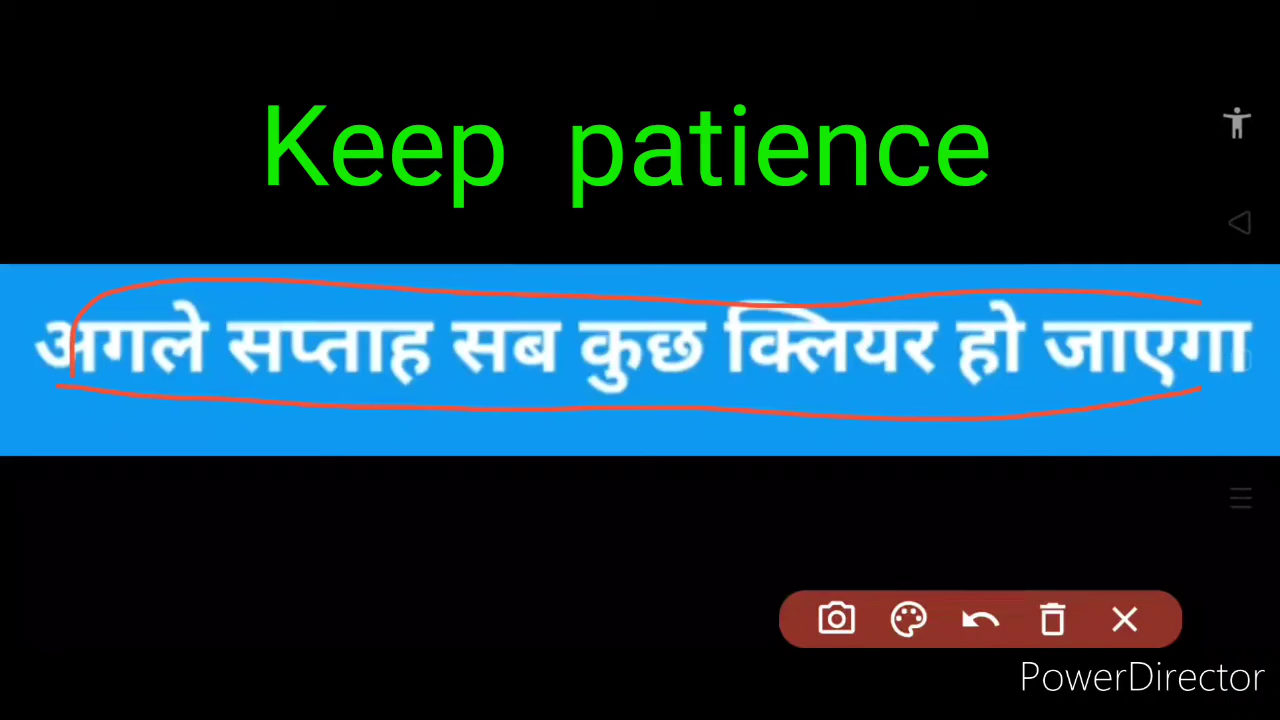 Keep patience
अगले सप्ताह सब कुछ क्लियर हो जाएगा
PowerDirector